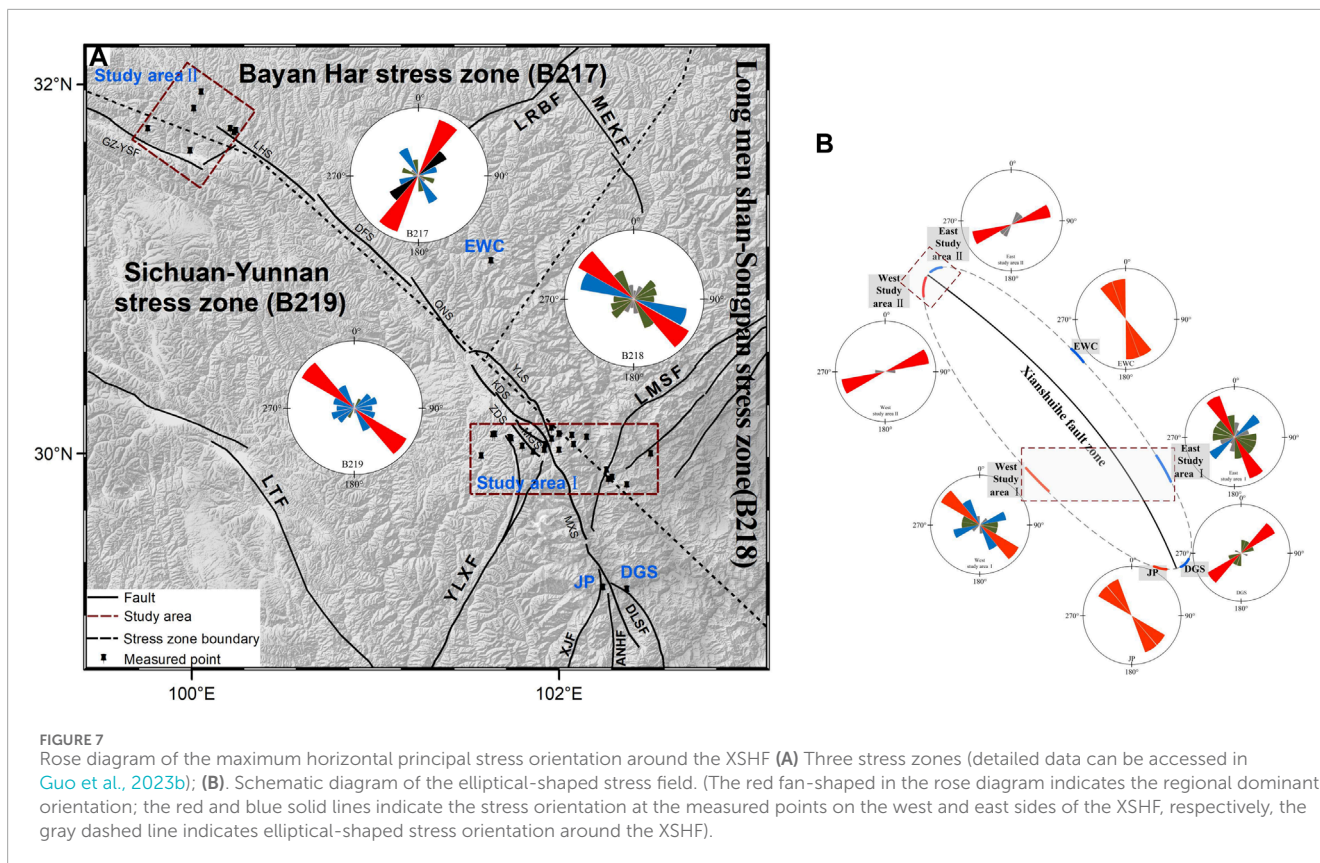 A
32°N
Study area II
Bayan Har stress zone (B217)
LRBF
MEKF
Long men shan-Songpan stress zone(B218)
GZ-YSF
LHS
0°
270°
90°
B217
180°
DFS
EWC
Sichuan-Yunnan
stress zone (B219)
0°
270°
90°
B218
180°
QNS
0°
270°
90°
B219
180°
YLS
KQS
ZDS
MGS
LMSF
30°N
Study area I
LTF
MXS
YLXF
JP
DGS
DLSF
XJF
ANHF
Fault
Study area
Stress zone boundary
Measured point
100°E
102°E
B
0°
270°
90°
East
study area II
180°
East
Study
area II
West
Study
area II
0°
270°
90°
West
study area II
180°
0°
270°
90°
EWC
180°
EWC
Xianshuihe fault zone
0°
270°
90°
East
study area I
180°
East
Study
area I
West
Study
area I
0°
270°
90°
West
study area I
180°
0°
270°
90°
DGS
180°
JP
DGS
0°
270°
90°
JP
180°
FIGURE 7
Rose diagram of the maximum horizontal principal stress orientation around the XSHF (A) Three stress zones (detailed data can be accessed in
Guo et al., 2023b); (B). Schematic diagram of the elliptical-shaped stress field. (The red fan-shaped in the rose diagram indicates the regional dominant
orientation; the red and blue solid lines indicate the stress orientation at the measured points on the west and east sides of the XSHF, respectively, the
gray dashed line indicates elliptical-shaped stress orientation around the XSHF).